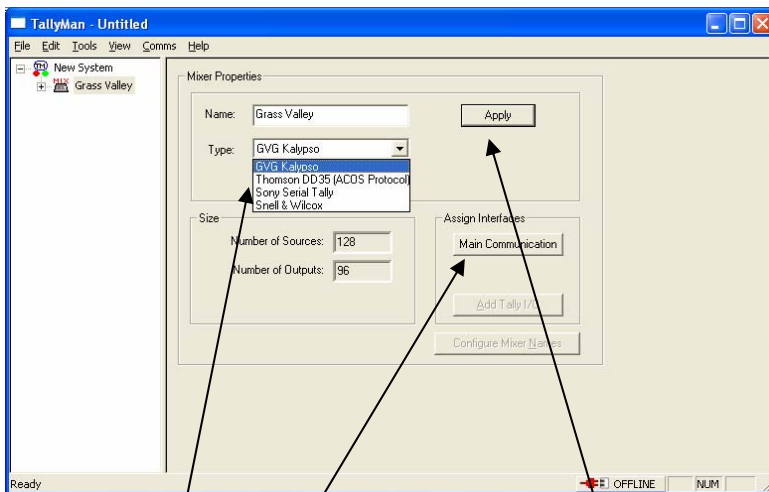 TallyMan - Untitled
File Edit Tools View Comms Help
New System
MIX
Grass Valley
Mixer Properties
Name: Grass Valley
Apply
Type: GVG Kalypso
GVG Kalypso
Thomson DD35 (ACOS Protocol)
Sony Serial Tally
Snell & Wilcox
Size
Number of Sources: 128
Number of Outputs: 96
Assign Interfaces
Main Communication
Add Tally I/O
Configure Mixer Names
Ready
OFFLINE
NUM